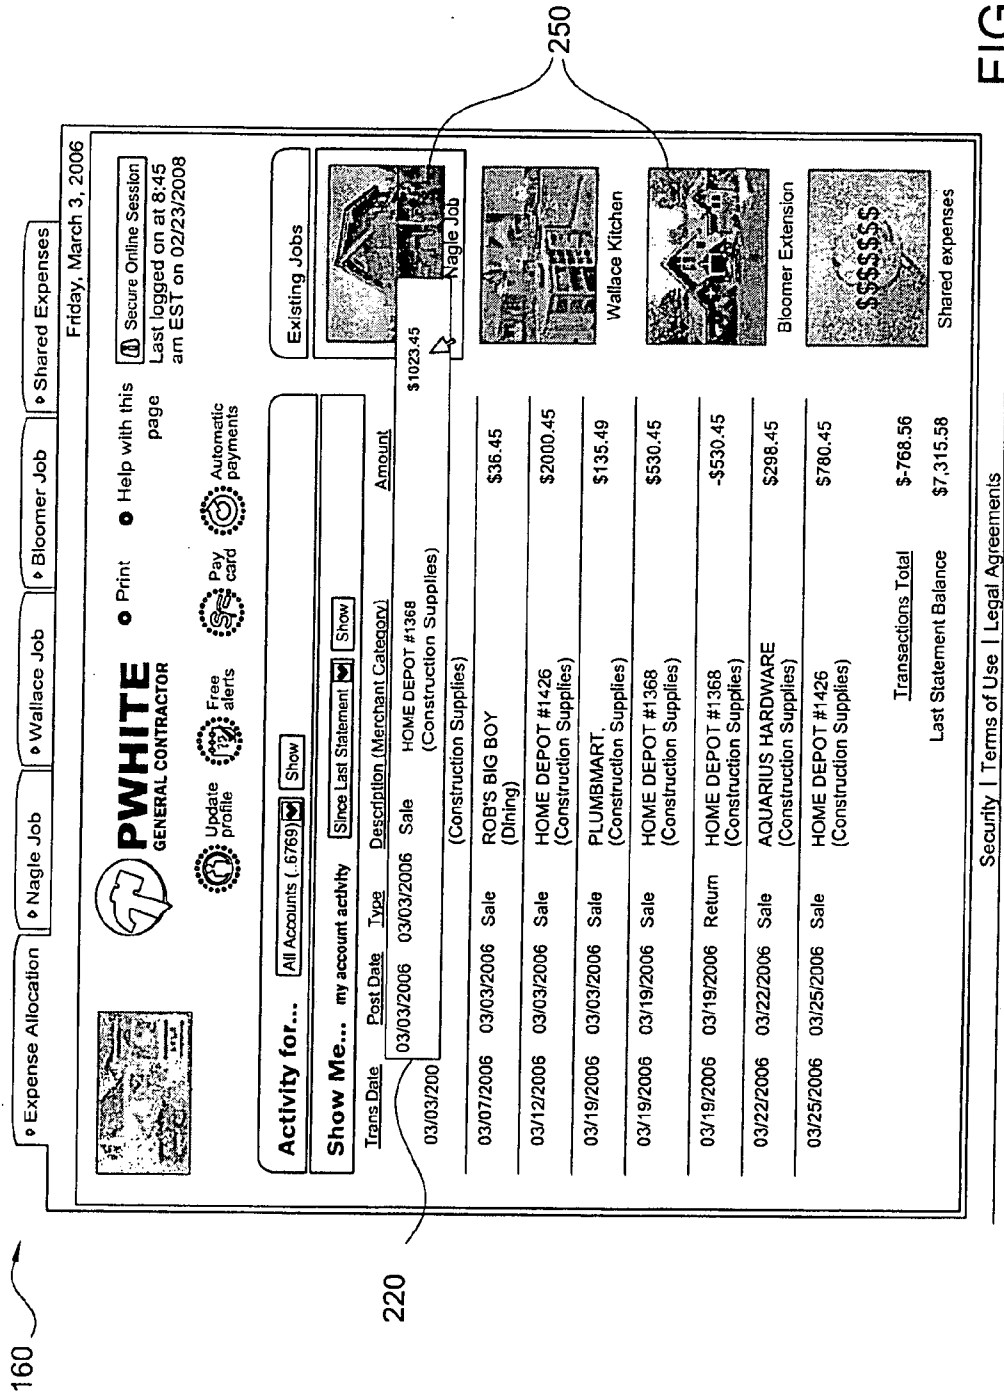 160
▹ Expense Allocation
▹ Nagle Job
▹ Wallace Job
▹ Bloomer Job
▹ Shared Expenses
Friday, March 3, 2006
PWHITE
GENERAL CONTRACTOR
Print
Help with this page
Secure Online Session
Last logged on at 8:45
am EST on 02/23/2008
Update profile
Free alerts
Pay card
Automatic payments
Activity for... All Accounts (..6769) Show
Show Me... my account activity Since Last Statement Show
Existing Jobs
Trans Date Post Date Type Description (Merchant Category) Amount
03/03/2006 03/03/2006 Sale HOME DEPOT #1368 $1023.45
(Construction Supplies)
03/03/200
(Construction Supplies)
03/07/2006 03/03/2006 Sale ROB'S BIG BOY $36.45
(Dining)
03/12/2006 03/03/2006 Sale HOME DEPOT #1426 $2000.45
(Construction Supplies)
03/19/2006 03/03/2006 Sale PLUMBMART, $135.49
(Construction Supplies)
03/19/2006 03/19/2006 Sale HOME DEPOT #1368 $530.45
(Construction Supplies)
03/19/2006 03/19/2006 Return HOME DEPOT #1368 -$530.45
(Construction Supplies)
03/22/2006 03/22/2006 Sale AQUARIUS HARDWARE $298.45
(Construction Supplies)
03/25/2006 03/25/2006 Sale HOME DEPOT #1426 $780.45
(Construction Supplies)
Transactions Total $-768.56
Last Statement Balance $7,315.58
Nagle Job
Wallace Kitchen
Bloomer Extension
$$$$$$$
Shared expenses
220
250
Security | Terms of Use | Legal Agreements
FIG